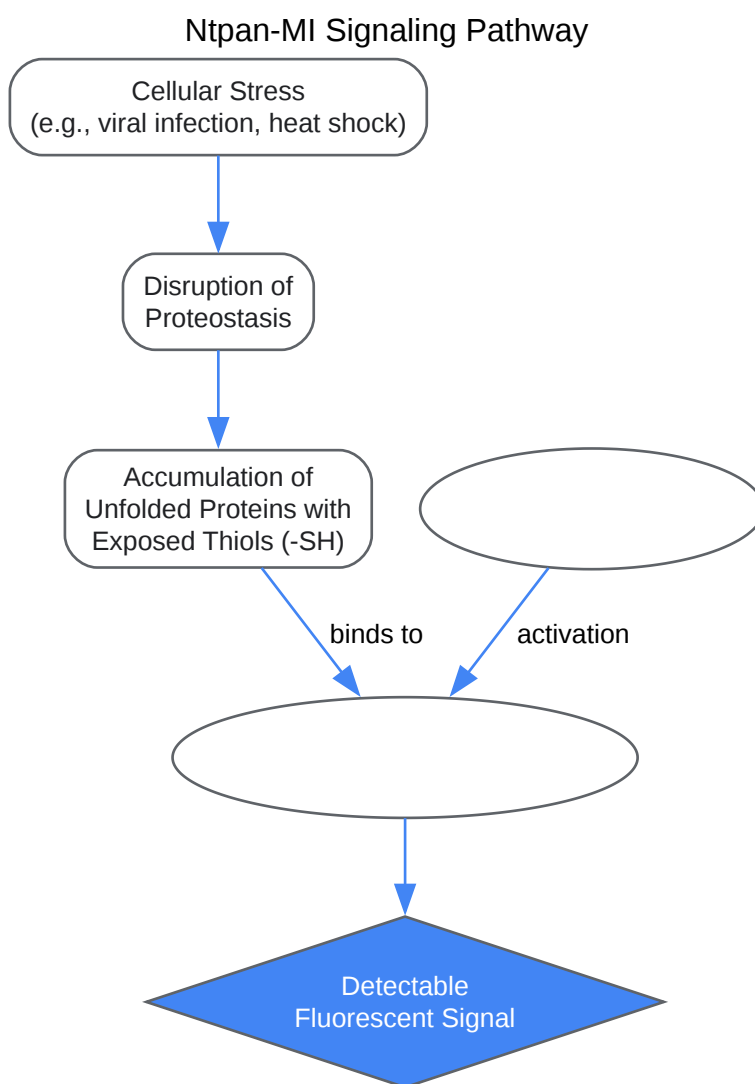 Ntpan-MI Signaling Pathway
Cellular Stress
(e.g., viral infection, heat shock)
Disruption of
Proteostasis
Accumulation of
Unfolded Proteins with
Exposed Thiols (-SH)
binds to
activation
Detectable
Fluorescent Signal